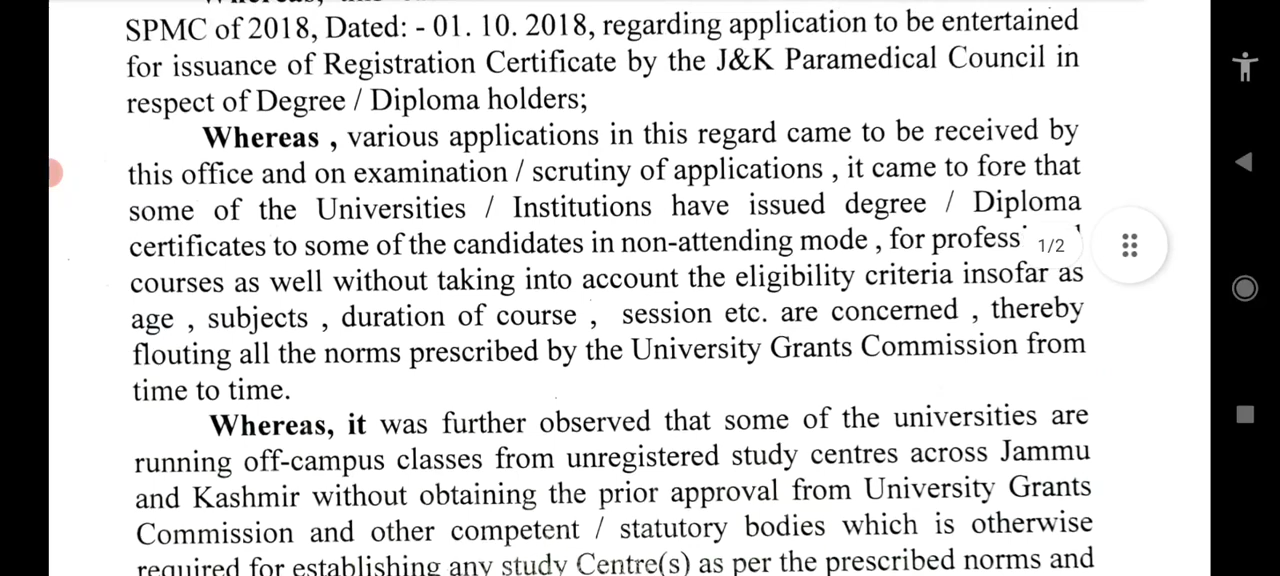 SPMC of 2018, Dated: - 01. 10. 2018, regarding application to be entertained
for issuance of Registration Certificate by the J&K Paramedical Council in
respect of Degree / Diploma holders;
Whereas , various applications in this regard came to be received by
this office and on examination / scrutiny of applications , it came to fore that
some of the Universities / Institutions have issued degree / Diploma
certificates to some of the candidates in non-attending mode , for profess
1/2
courses as well without taking into account the eligibility criteria insofar as
age , subjects , duration of course , session etc. are concerned , thereby
flouting all the norms prescribed by the University Grants Commission from
time to time.
Whereas, it was further observed that some of the universities are
running off-campus classes from unregistered study centres across Jammu
and Kashmir without obtaining the prior approval from University Grants
Commission and other competent / statutory bodies which is otherwise
required for establishing any study Centre(s) as per the prescribed norms and